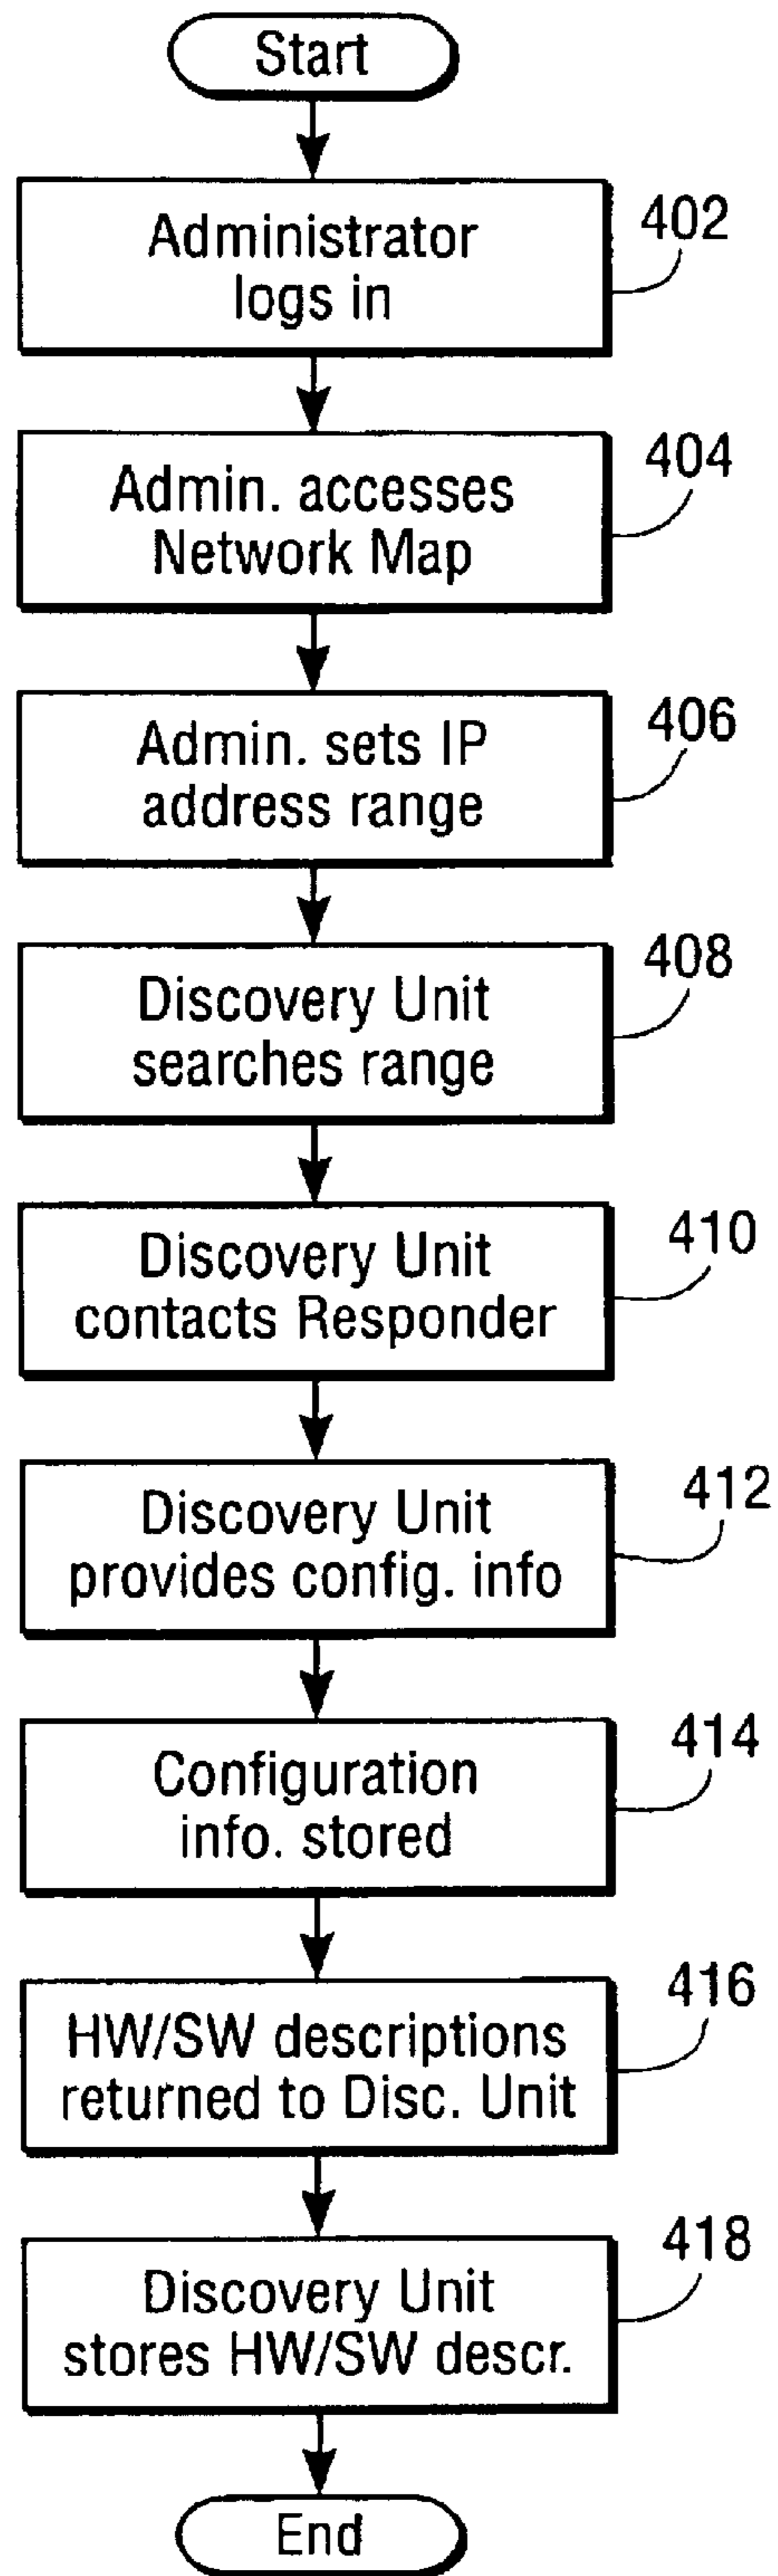 Start
Administrator
logs in
402
Admin. accesses
Network Map
404
Admin. sets IP
address range
406
Discovery Unit
searches range
408
Discovery Unit
contacts Responder
410
Discovery Unit
provides config. info
412
Configuration
info. stored
414
HW/SW descriptions
returned to Disc. Unit
416
Discovery Unit
stores HW/SW descr.
418
End